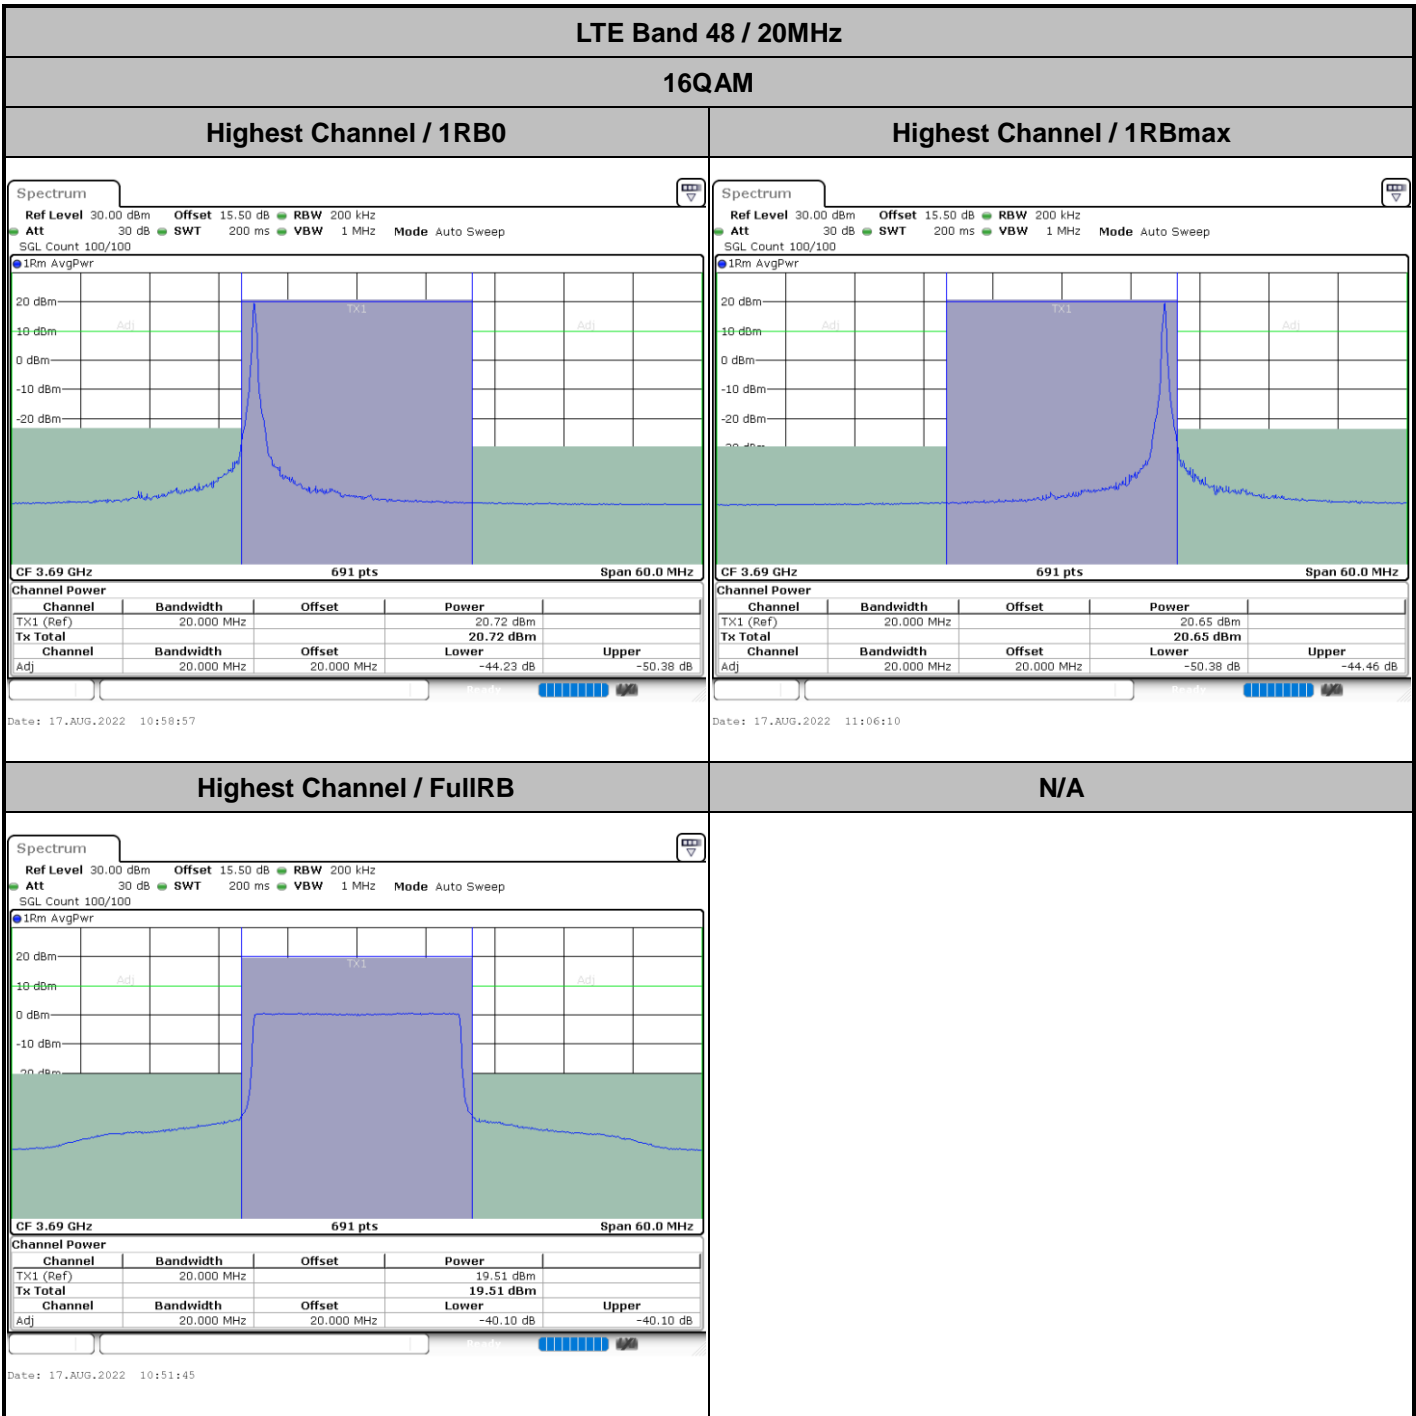 LTE Band 48 / 20MHz
16QAM
Highest Channel / 1RB0
Highest Channel / 1RBmax
Spectrum
Ref Level 30.00 dBm Offset 15.50 dB RBW 200 kHz
Att 30 dB SWT 200 ms VBW 1 MHz Mode Auto Sweep
SGL Count 100/100
1Rm AvgPwr
20 dBm
10 dBm
0 dBm
-10 dBm
-20 dBm
Adj
TX1
Adj
CF 3.69 GHz 691 pts Span 60.0 MHz
Channel Power
Channel Bandwidth Offset Power
TX1 (Ref) 20.000 MHz 20.72 dBm
Tx Total 20.72 dBm
Channel Bandwidth Offset Lower Upper
Adj 20.000 MHz 20.000 MHz -44.23 dB -50.38 dB
Ready
Date: 17.AUG.2022 10:58:57
Spectrum
Ref Level 30.00 dBm Offset 15.50 dB RBW 200 kHz
Att 30 dB SWT 200 ms VBW 1 MHz Mode Auto Sweep
SGL Count 100/100
1Rm AvgPwr
20 dBm
10 dBm
0 dBm
-10 dBm
-20 dBm
Adj
TX1
Adj
CF 3.69 GHz 691 pts Span 60.0 MHz
Channel Power
Channel Bandwidth Offset Power
TX1 (Ref) 20.000 MHz 20.65 dBm
Tx Total 20.65 dBm
Channel Bandwidth Offset Lower Upper
Adj 20.000 MHz 20.000 MHz -50.38 dB -44.46 dB
Ready
Date: 17.AUG.2022 11:06:10
Highest Channel / FullRB
N/A
Spectrum
Ref Level 30.00 dBm Offset 15.50 dB RBW 200 kHz
Att 30 dB SWT 200 ms VBW 1 MHz Mode Auto Sweep
SGL Count 100/100
1Rm AvgPwr
20 dBm
10 dBm
0 dBm
-10 dBm
-20 dBm
Adj
TX1
Adj
CF 3.69 GHz 691 pts Span 60.0 MHz
Channel Power
Channel Bandwidth Offset Power
TX1 (Ref) 20.000 MHz 19.51 dBm
Tx Total 19.51 dBm
Channel Bandwidth Offset Lower Upper
Adj 20.000 MHz 20.000 MHz -40.10 dB -40.10 dB
Ready
Date: 17.AUG.2022 10:51:45